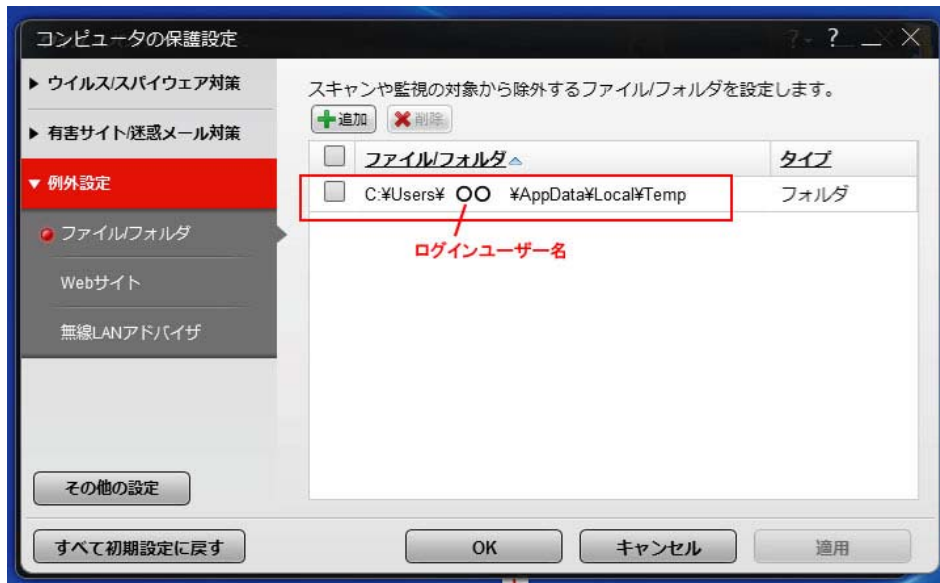 コンピュータの保護設定
?
▶ ウイルス/スパイウェア対策
▶ 有害サイト/迷惑メール対策
▼ 例外設定
ファイル/フォルダ
Webサイト
無線LANアドバイザ
その他の設定
スキャンや監視の対象から除外するファイル/フォルダを設定します。
追加 削除
ファイル/フォルダ タイプ
C:¥Users¥ 〇〇 ¥AppData¥Local¥Temp フォルダ
ログインユーザー名
すべて初期設定に戻す OK キャンセル 適用